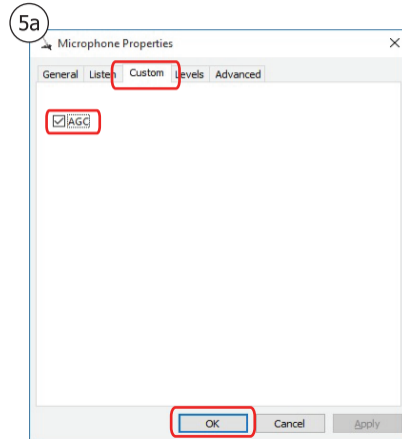 5a
Microphone Properties
General Listen Custom Levels Advanced
AGC
OK Cancel Apply